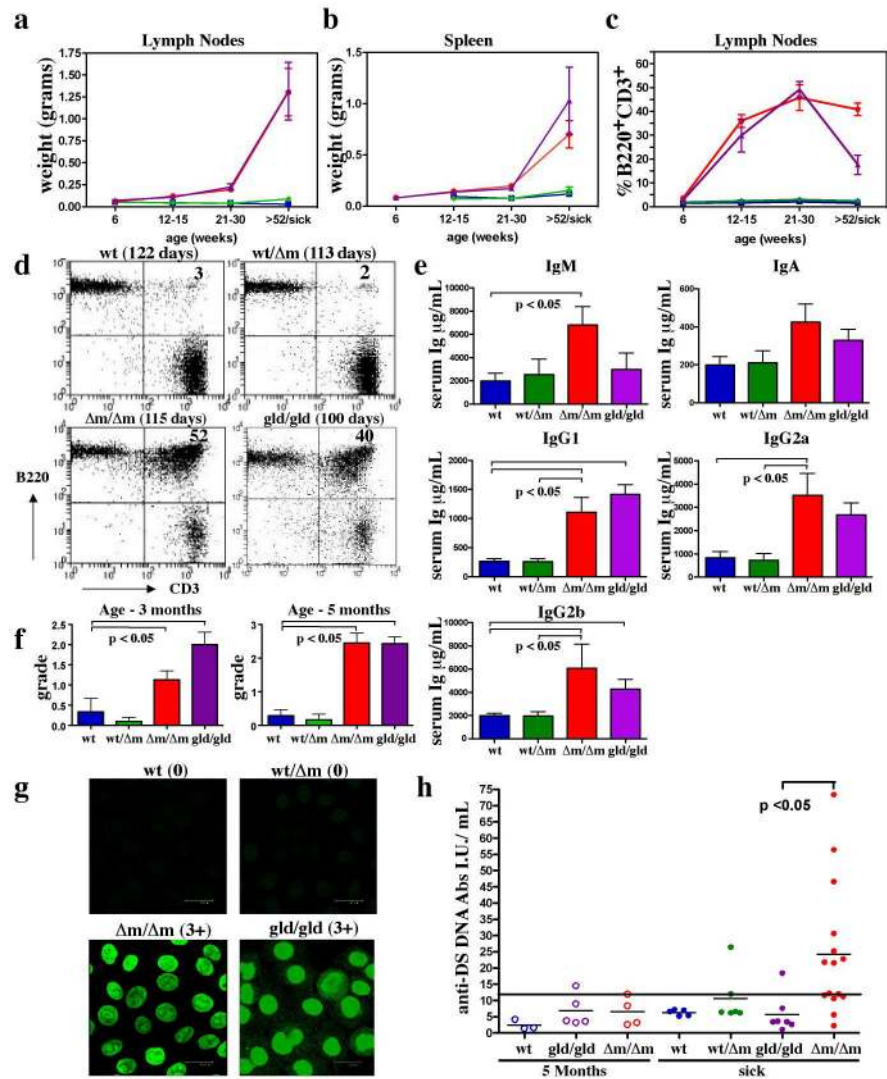 a
Lymph Nodes
weight (grams)
1.75
1.50
1.25
1.00
0.75
0.50
0.25
0.00
6
12-15
21-30
>52/sick
age (weeks)
b
Spleen
weight (grams)
1.5
1.0
0.5
0.0
6
12-15
21-30
>52/sick
age (weeks)
c
Lymph Nodes
% B220+CD3+
60
50
40
30
20
10
0
6
12-15
21-30
>52/sick
age (weeks)
d
wt (122 days)
3
wt/Δm (113 days)
2
Δm/Δm (115 days)
52
gld/gld (100 days)
40
B220
CD3
e
IgM
serum Ig µg/mL
10000
8000
6000
4000
2000
0
p < 0.05
wt
wt/Δm
Δm/Δm
gld/gld
IgA
serum Ig µg/mL
600
400
200
0
wt
wt/Δm
Δm/Δm
gld/gld
IgG1
serum Ig µg/mL
2000
1500
1000
500
0
p < 0.05
wt
wt/Δm
Δm/Δm
gld/gld
IgG2a
serum Ig µg/mL
5000
4000
3000
2000
1000
0
p < 0.05
wt
wt/Δm
Δm/Δm
gld/gld
IgG2b
serum Ig µg/mL
10000
8000
6000
4000
2000
0
p < 0.05
wt
wt/Δm
Δm/Δm
gld/gld
f
Age - 3 months
grade
2.5
2.0
1.5
1.0
0.5
0.0
p < 0.05
wt
wt/Δm
Δm/Δm
gld/gld
Age - 5 months
3
2
1
0
p < 0.05
wt
wt/Δm
Δm/Δm
gld/gld
g
wt (0)
wt/Δm (0)
Δm/Δm (3+)
gld/gld (3+)
h
anti-DS DNA Abs I.U./ mL
75
70
65
60
55
50
45
40
35
30
25
20
15
10
5
0
p <0.05
wt
gld/gld
Δm/Δm
wt
wt/Δm
gld/gld
Δm/Δm
5 Months
sick